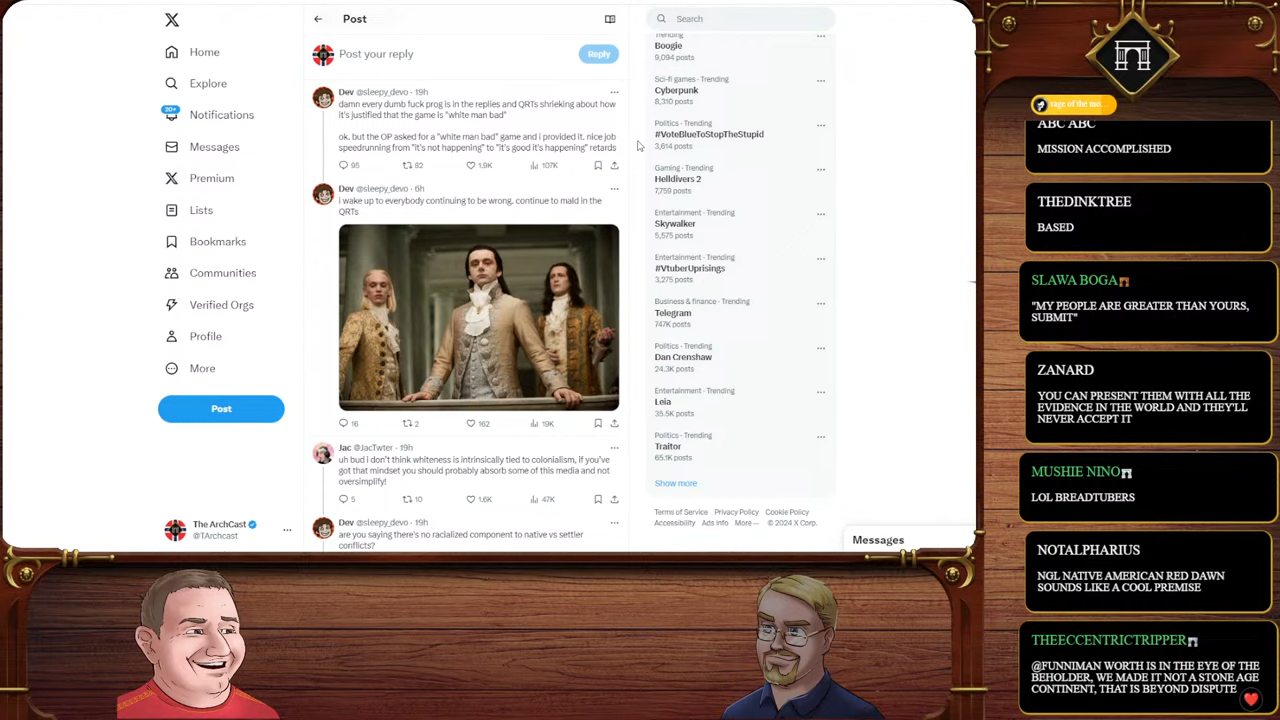 Home
Explore
20+
Notifications
Messages
Premium
Lists
Bookmarks
Communities
Verified Orgs
Profile
More
Post
The ArchCast
@TArchcast
Post
Post your reply
Reply
Dev @sleepy_devo · 19h
damn every dumb fuck prog is in the replies and QRTs shrieking about how
it's justified that the game is "white man bad"
ok. but the OP asked for a "white man bad" game and i provided it. nice job
speedrunning from "it's not happening" to "it's good it's happening" retards
95
82
1.9K
107K
Dev @sleepy_devo · 6h
i wake up to everybody continuing to be wrong. continue to mald in the
QRTs
16
2
162
19K
Jac @JacTwter · 19h
uh bud i don't think whiteness is intrinsically tied to colonialism, if you've
got that mindset you should probably absorb some of this media and not
oversimplify!
5
10
1.6K
47K
Dev @sleepy_devo · 19h
are you saying there's no racialized component to native vs settler
conflicts?
Search
Trending
Boogie
9,094 posts
Sci-fi games · Trending
Cyberpunk
8,310 posts
Politics · Trending
#VoteBlueToStopTheStupid
3,614 posts
Gaming · Trending
Helldivers 2
7,759 posts
Entertainment · Trending
Skywalker
5,575 posts
Entertainment · Trending
#VtuberUprisings
3,275 posts
Business & finance · Trending
Telegram
747K posts
Politics · Trending
Dan Crenshaw
24.3K posts
Entertainment · Trending
Leia
35.5K posts
Politics · Trending
Traitor
65.1K posts
Show more
Terms of Service Privacy Policy Cookie Policy
Accessibility Ads info More ··· © 2024 X Corp.
Messages
sage of the mo...
ABC ABC
MISSION ACCOMPLISHED
THEDINKTREE
BASED
SLAWA BOGA
"MY PEOPLE ARE GREATER THAN YOURS,
SUBMIT"
ZANARD
YOU CAN PRESENT THEM WITH ALL THE
EVIDENCE IN THE WORLD AND THEY'LL
NEVER ACCEPT IT
MUSHIE NINO
LOL BREADTUBERS
NOTALPHARIUS
NGL NATIVE AMERICAN RED DAWN
SOUNDS LIKE A COOL PREMISE
THEECCENTRICTRIPPER
@FUNNIMAN WORTH IS IN THE EYE OF THE
BEHOLDER, WE MADE IT NOT A STONE AGE
CONTINENT, THAT IS BEYOND DISPUTE